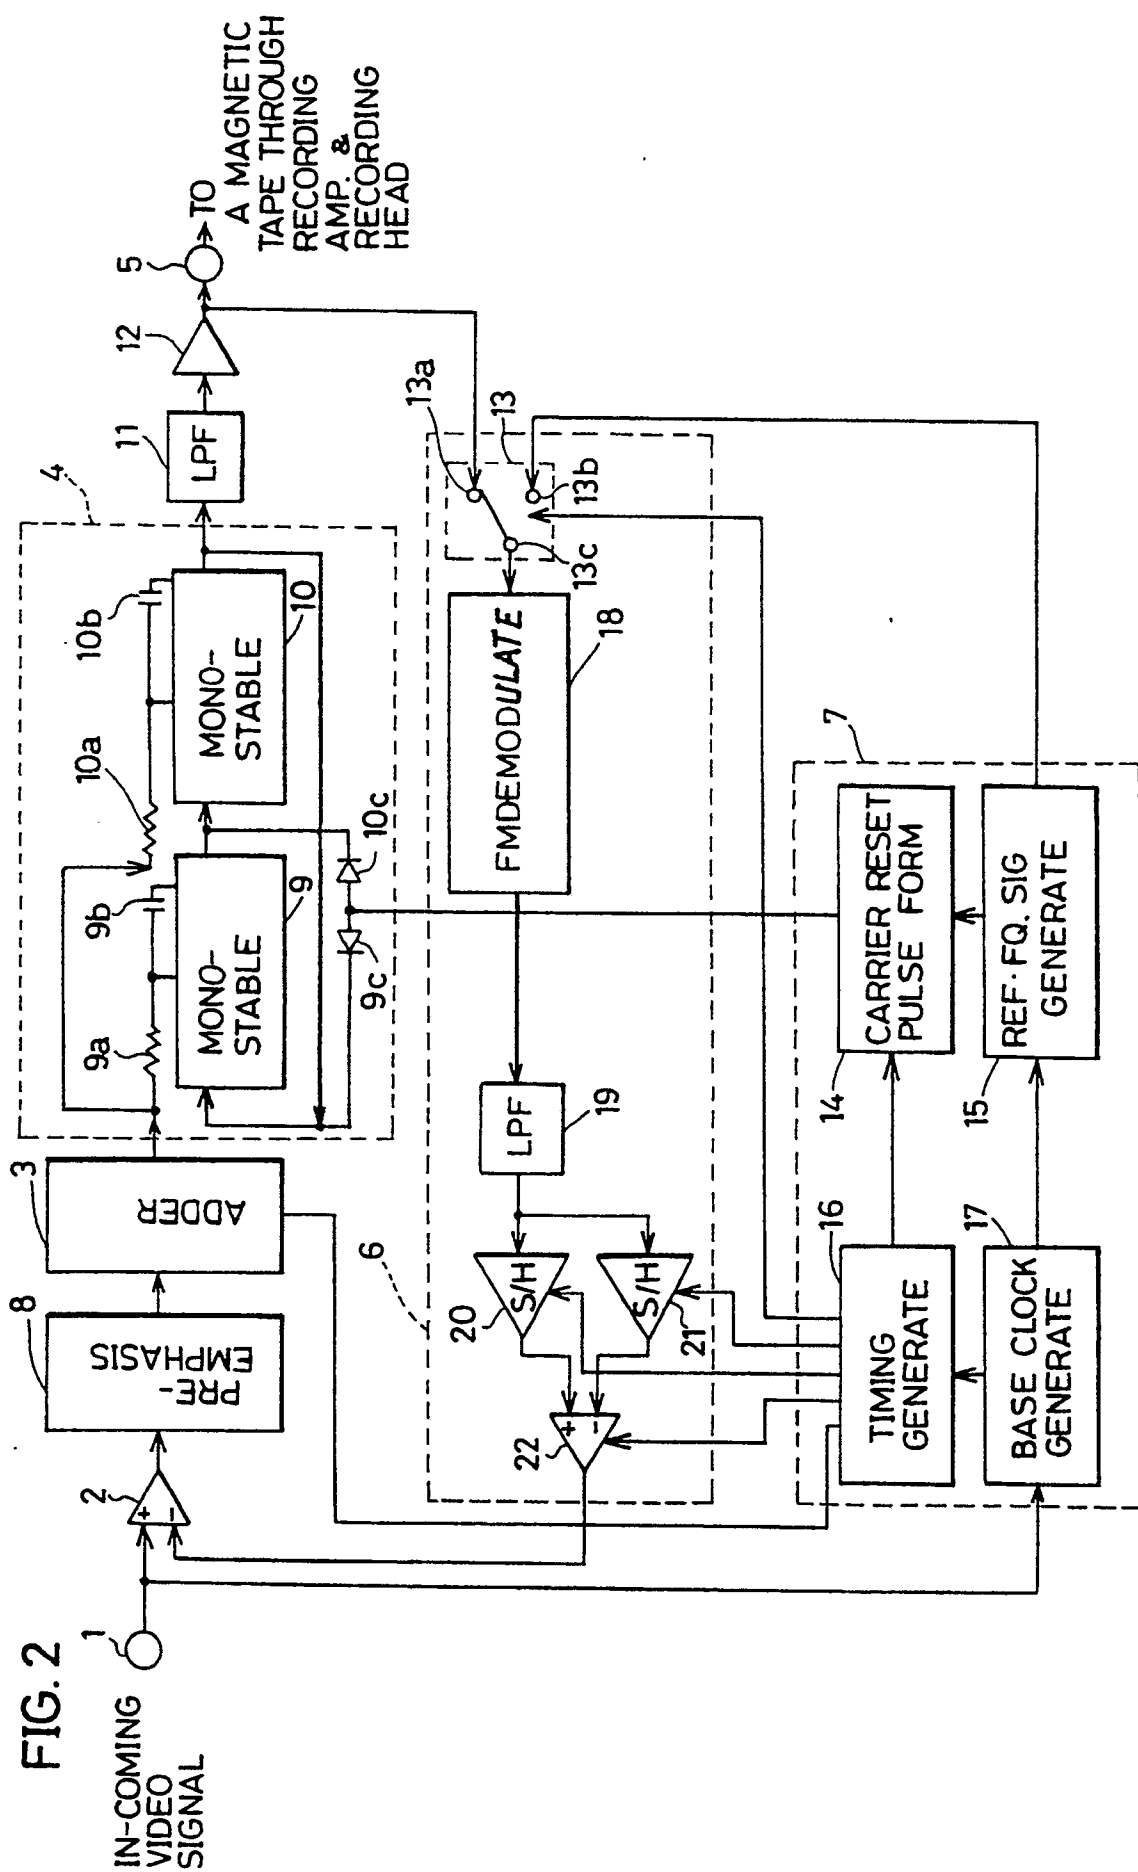 FIG. 2
IN-COMING
VIDEO
SIGNAL
1
2
+
−
8
PRE-
EMPHASIS
3
ADDER
4
9a
9b
MONO-
STABLE
9
9c
10a
10b
MONO-
STABLE
10
10c
11
LPF
12
5
TO
A MAGNETIC
TAPE THROUGH
RECORDING
AMP. &
RECORDING
HEAD
6
22
+
−
20
S/H
S/H
21
LPF
19
FMDEMODULATE
18
13a
13
13b
13c
7
16
TIMING
GENERATE
14
CARRIER RESET
PULSE FORM
17
BASE CLOCK
GENERATE
15
REF·FQ. SIG
GENERATE